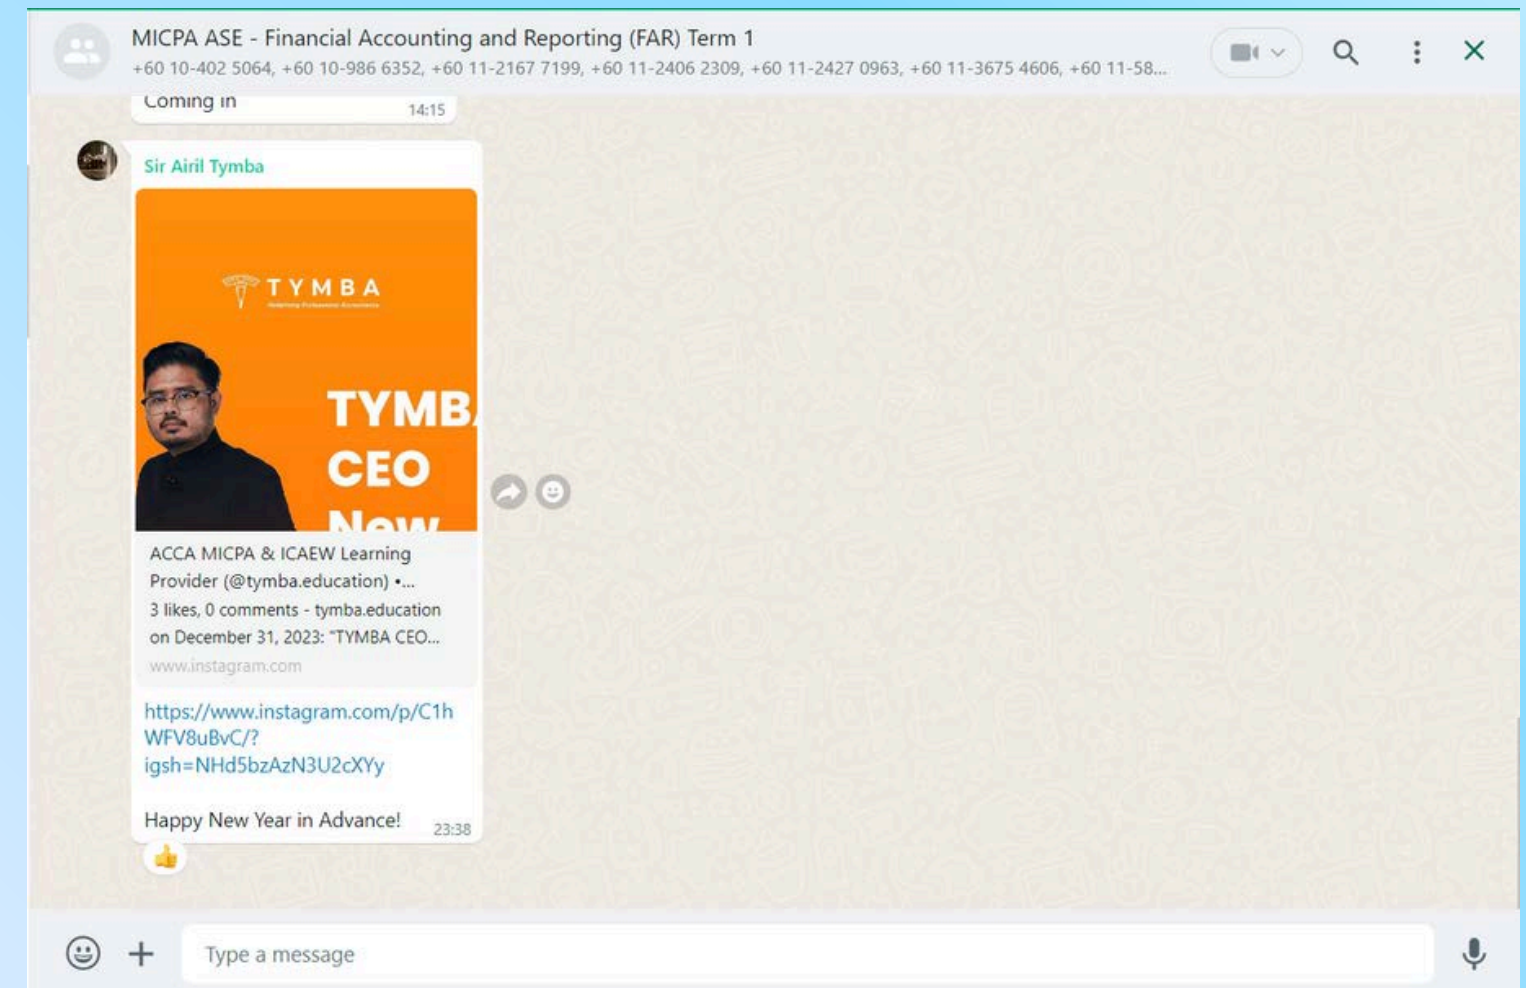 MICPA ASE - Financial Accounting and Reporting (FAR) Term 1
+60 10-402 5064, +60 10-986 6352, +60 11-2167 7199, +60 11-2406 2309, +60 11-2427 0963, +60 11-3675 4606, +60 11-58...
Coming in
14:15
Sir Airil Tymba
TYMBA
TYMBA
CEO
New
ACCA MICPA & ICAEW Learning
Provider (@tymba.education) •...
3 likes, 0 comments - tymba.education
on December 31, 2023: "TYMBA CEO...
www.instagram.com
https://www.instagram.com/p/C1h
WFV8uBvC/?
igsh=NHd5bzAzN3U2cXYy
Happy New Year in Advance!
23:38
Type a message